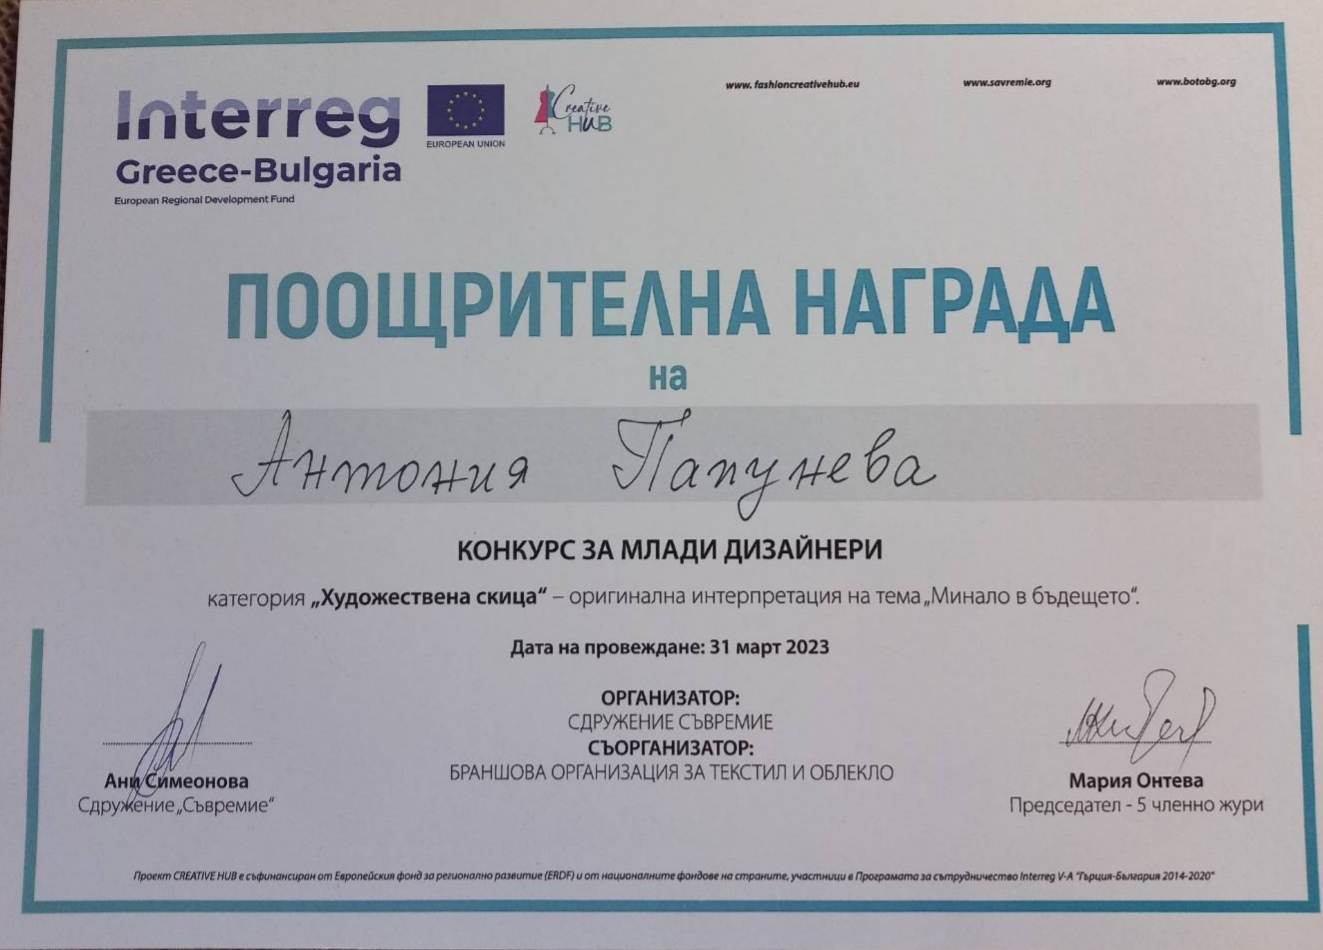 www.fashioncreativehub.eu www.savremie.org www.botobg.org
Interreg
Greece-Bulgaria
European Regional Development Fund
EUROPEAN UNION
Creative
HUB
ПООЩРИТЕЛНА НАГРАДА
на
Антония Папунева
КОНКУРС ЗА МЛАДИ ДИЗАЙНЕРИ
категория „Художествена скица“ – оригинална интерпретация на тема „Минало в бъдещето“.
Дата на провеждане: 31 март 2023
ОРГАНИЗАТОР:
СДРУЖЕНИЕ СЪВРЕМИЕ
СЪОРГАНИЗАТОР:
БРАНШОВА ОРГАНИЗАЦИЯ ЗА ТЕКСТИЛ И ОБЛЕКЛО
Ани Симеонова
Сдружение „Съвремие“
Мария Онтева
Председател - 5 членно жури
Проект CREATIVE HUB е съфинансиран от Европейския фонд за регионално развитие (ERDF) и от националните фондове на страните, участници в Програмата за сътрудничество Interreg V-A "Гърция-България 2014-2020"